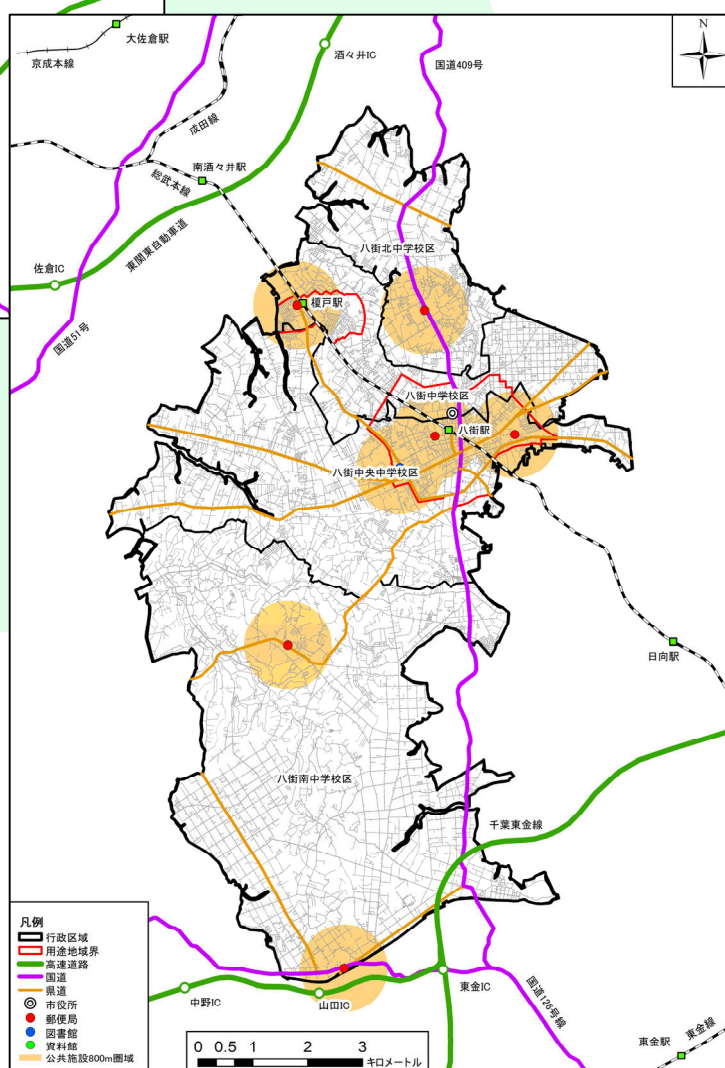 大佐倉駅
京成本線
酒々井IC
国道409号
N
成田線
南酒々井駅
総武本線
東関東自動車道
佐倉IC
国道51号
八街北中学校区
榎戸駅
八街中学校区
八街駅
八街中央中学校区
日向駅
八街南中学校区
千葉東金線
中野IC
山田IC
東金IC
国道126号線
東金駅
東金線
凡例
行政区域
用途地域界
高速道路
国道
県道
市役所
郵便局
図書館
資料館
公共施設800m圏域
0 0.5 1 2 3
キロメートル